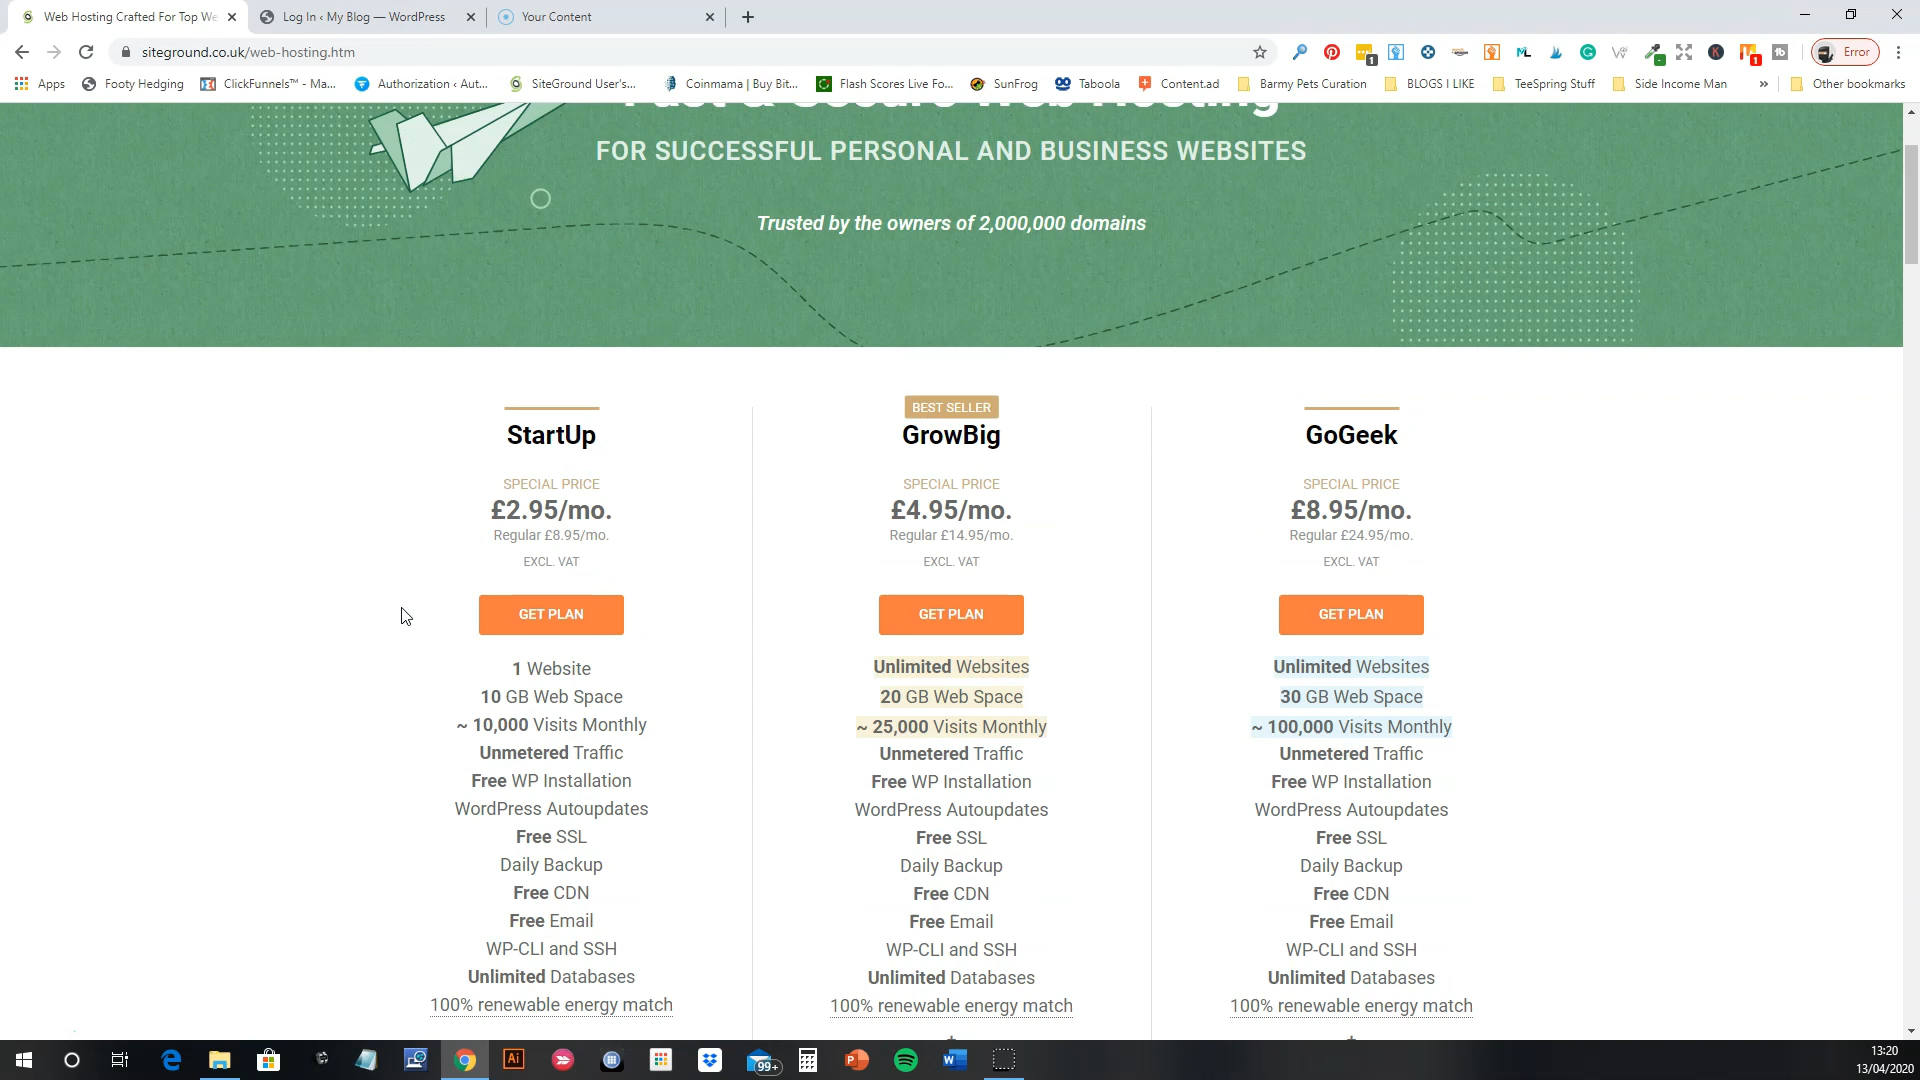 Web Hosting Crafted For Top We
Log In ‹ My Blog — WordPress
Your Content
siteground.co.uk/web-hosting.htm
1
1
Error
Apps
Footy Hedging
ClickFunnels™ - Ma...
Authorization ‹ Aut...
SiteGround User's...
Coinmama | Buy Bit...
Flash Scores Live Fo...
SunFrog
Taboola
Content.ad
Barmy Pets Curation
BLOGS I LIKE
TeeSpring Stuff
Side Income Man
»
Other bookmarks
Fast & Secure Web Hosting
FOR SUCCESSFUL PERSONAL AND BUSINESS WEBSITES
Trusted by the owners of 2,000,000 domains
StartUp
SPECIAL PRICE
£2.95/mo.
Regular £8.95/mo.
EXCL. VAT
GET PLAN
1 Website
10 GB Web Space
~ 10,000 Visits Monthly
Unmetered Traffic
Free WP Installation
WordPress Autoupdates
Free SSL
Daily Backup
Free CDN
Free Email
WP-CLI and SSH
Unlimited Databases
100% renewable energy match
BEST SELLER
GrowBig
SPECIAL PRICE
£4.95/mo.
Regular £14.95/mo.
EXCL. VAT
GET PLAN
Unlimited Websites
20 GB Web Space
~ 25,000 Visits Monthly
Unmetered Traffic
Free WP Installation
WordPress Autoupdates
Free SSL
Daily Backup
Free CDN
Free Email
WP-CLI and SSH
Unlimited Databases
100% renewable energy match
GoGeek
SPECIAL PRICE
£8.95/mo.
Regular £24.95/mo.
EXCL. VAT
GET PLAN
Unlimited Websites
30 GB Web Space
~ 100,000 Visits Monthly
Unmetered Traffic
Free WP Installation
WordPress Autoupdates
Free SSL
Daily Backup
Free CDN
Free Email
WP-CLI and SSH
Unlimited Databases
100% renewable energy match
Ai
99+
13:20
13/04/2020